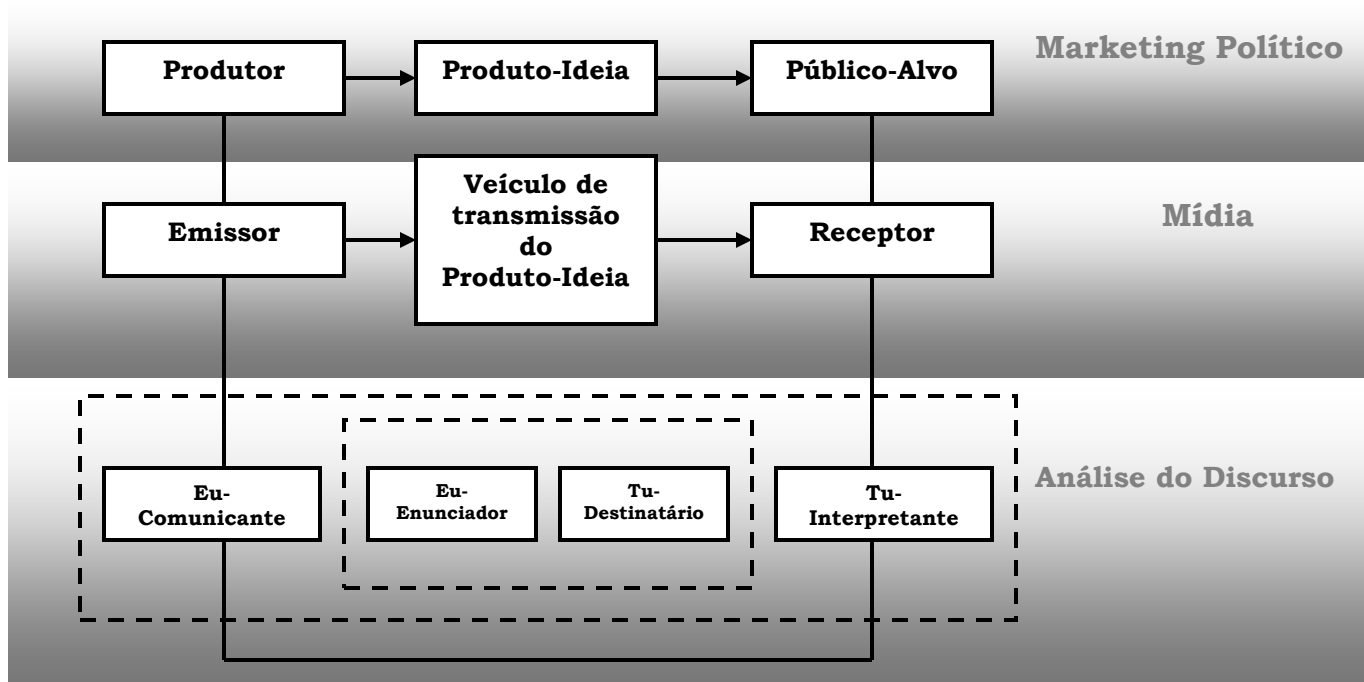 Marketing Político
Produtor
Produto-Ideia
Público-Alvo
Mídia
Emissor
Veículo de
transmissão
do
Produto-Ideia
Receptor
Análise do Discurso
Eu-
Comunicante
Eu-
Enunciador
Tu-
Destinatário
Tu-
Interpretante